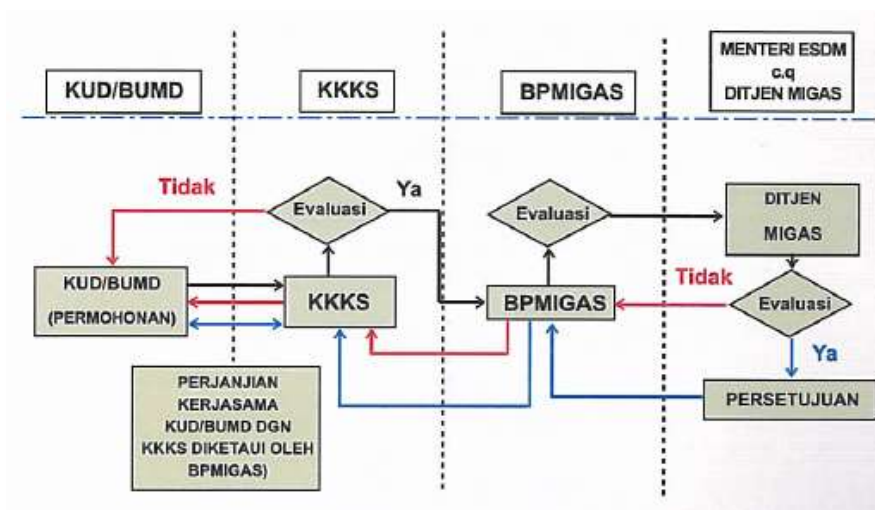 KUD/BUMD
KKKS
BPMIGAS
MENTERI ESDM
c.q
DITJEN MIGAS
Tidak
Evaluasi
Ya
Evaluasi
DITJEN
MIGAS
KUD/BUMD
(PERMOHONAN)
KKKS
BPMIGAS
Tidak
Evaluasi
Ya
PERJANJIAN
KERJASAMA
KUD/BUMD DGN
KKKS DIKETAUI OLEH
BPMIGAS)
PERSETUJUAN